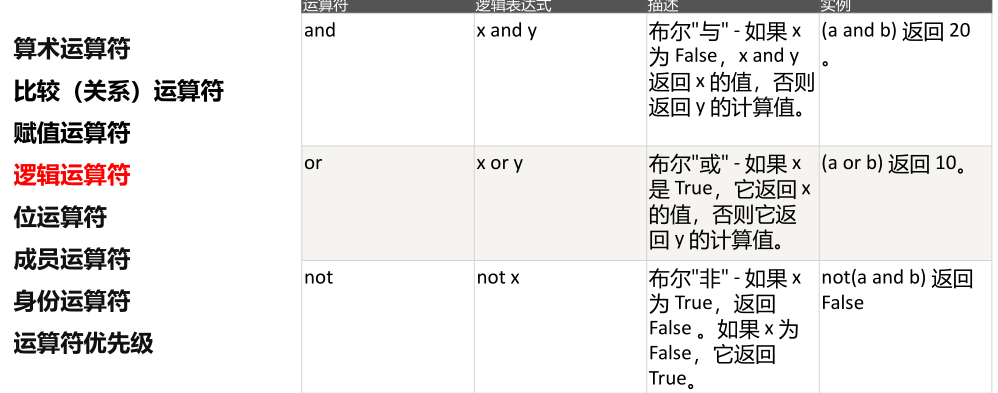 算术运算符
比较（关系）运算符
赋值运算符
逻辑运算符
位运算符
成员运算符
身份运算符
运算符优先级
运算符 逻辑表达式 描述 实例
and
x and y
布尔"与" - 如果 x
为 False，x and y
返回 x 的值，否则
返回 y 的计算值。
(a and b) 返回 20
。
or
x or y
布尔"或" - 如果 x
是 True，它返回 x
的值，否则它返
回 y 的计算值。
(a or b) 返回 10。
not
not x
布尔"非" - 如果 x
为 True，返回
False 。如果 x 为
False，它返回
True。
not(a and b) 返回
False